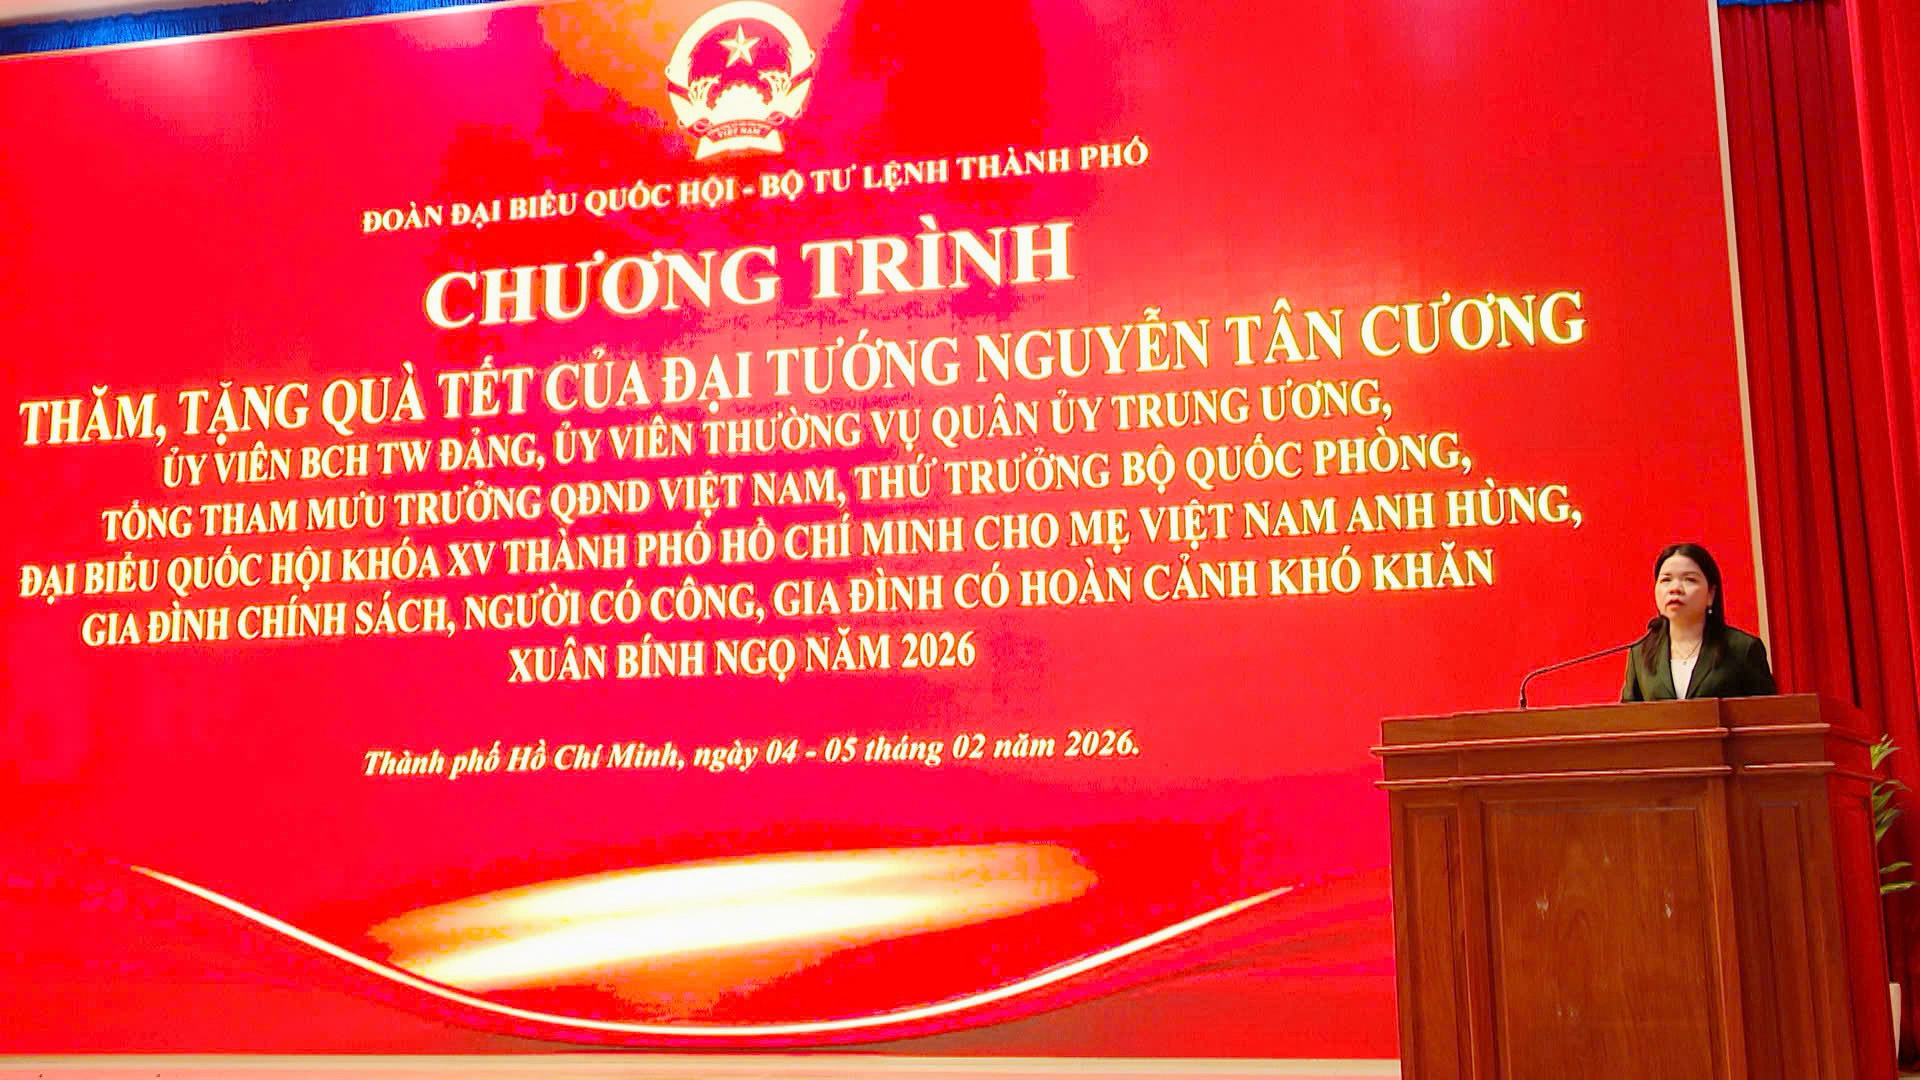 VIỆT NAM
ĐOÀN ĐẠI BIỂU QUỐC HỘI - BỘ TƯ LỆNH THÀNH PHỐ
CHƯƠNG TRÌNH
THĂM, TẶNG QUÀ TẾT CỦA ĐẠI TƯỚNG NGUYỄN TÂN CƯƠNG
ỦY VIÊN BCH TW ĐẢNG, ỦY VIÊN THƯỜNG VỤ QUÂN ỦY TRUNG ƯƠNG,
TỔNG THAM MƯU TRƯỞNG QĐND VIỆT NAM, THỨ TRƯỞNG BỘ QUỐC PHÒNG,
ĐẠI BIỂU QUỐC HỘI KHÓA XV THÀNH PHỐ HỒ CHÍ MINH CHO MẸ VIỆT NAM ANH HÙNG,
GIA ĐÌNH CHÍNH SÁCH, NGƯỜI CÓ CÔNG, GIA ĐÌNH CÓ HOÀN CẢNH KHÓ KHĂN
XUÂN BÍNH NGỌ NĂM 2026
Thành phố Hồ Chí Minh, ngày 04 - 05 tháng 02 năm 2026.